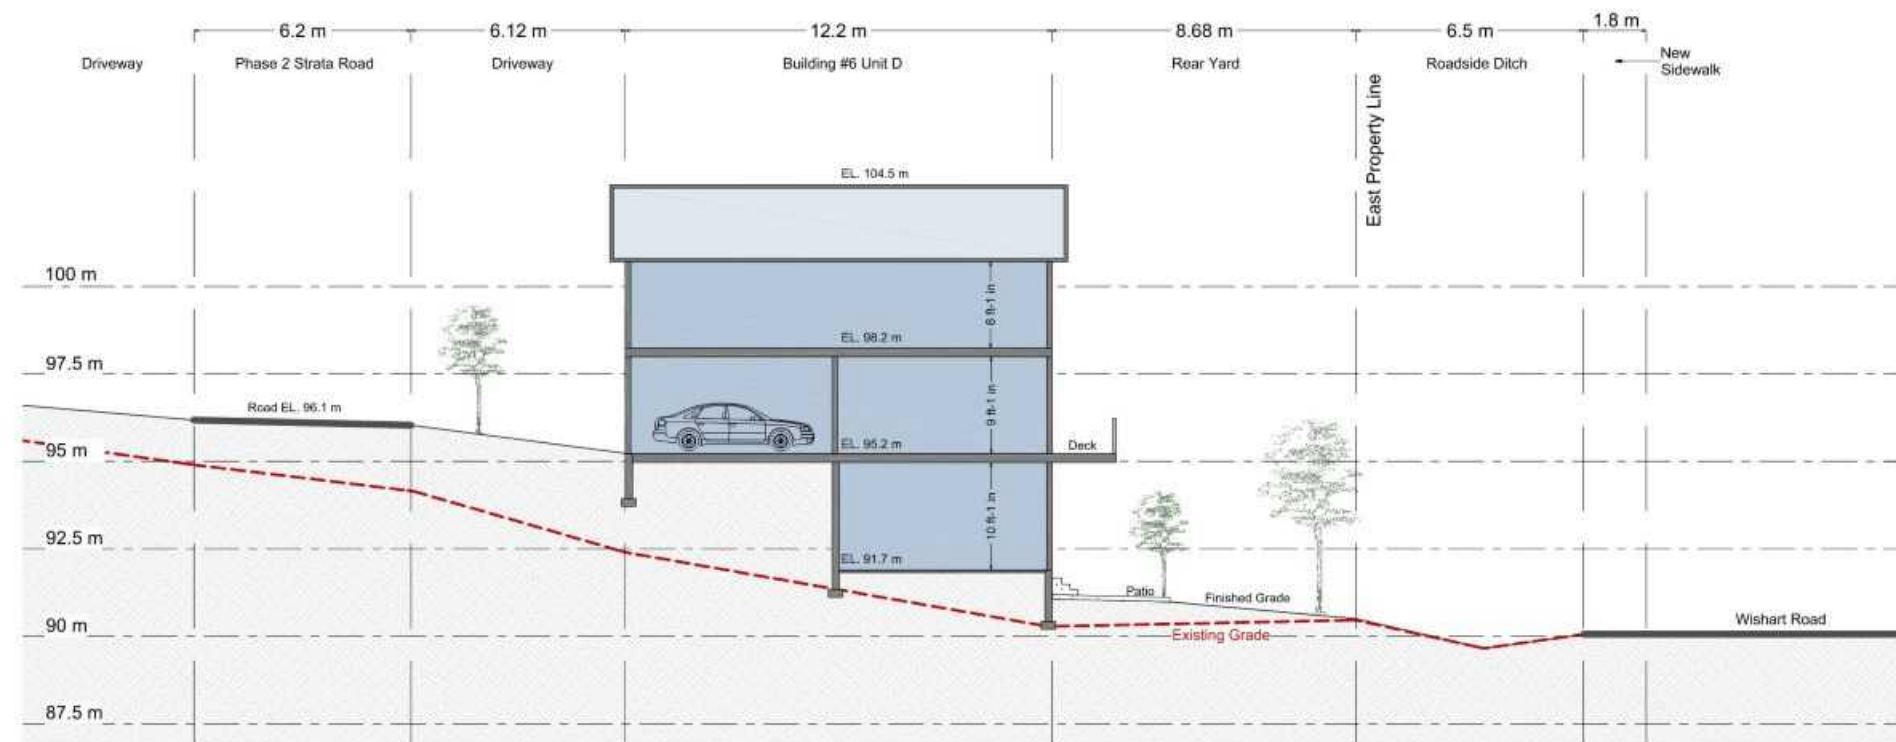 6.2 m
6.12 m
12.2 m
8.68 m
6.5 m
1.8 m
Driveway
Phase 2 Strata Road
Driveway
Building #6 Unit D
Rear Yard
Roadside Ditch
New
Sidewalk
East Property Line
EL. 104.5 m
100 m
8 ft-1 in
EL. 98.2 m
97.5 m
Road EL. 96.1 m
9 ft-1 in
EL. 95.2 m
Deck
95 m
10 ft-1 in
92.5 m
EL. 91.7 m
Patio
Finished Grade
90 m
Existing Grade
Wishart Road
87.5 m